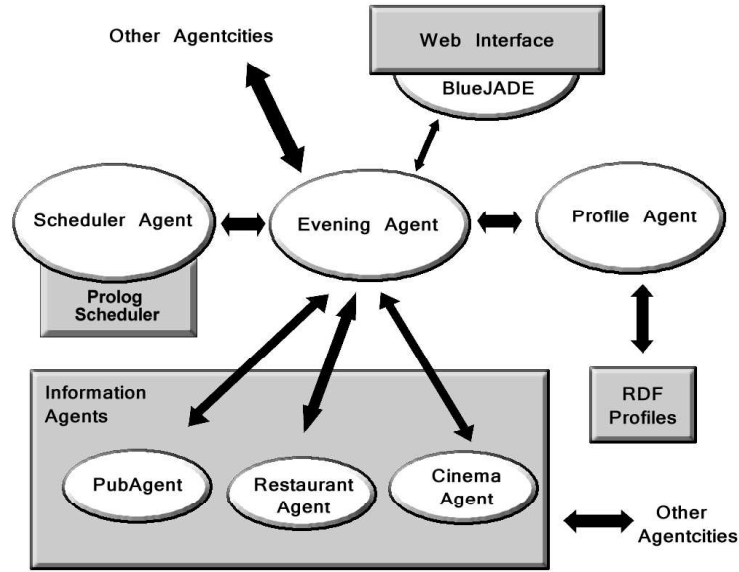 Other Agentcities
Web Interface
BlueJADE
Scheduler Agent
Evening Agent
Profile Agent
Prolog
Scheduler
Information
Agents
RDF
Profiles
PubAgent
Restaurant
Agent
Cinema
Agent
Other
Agentcities